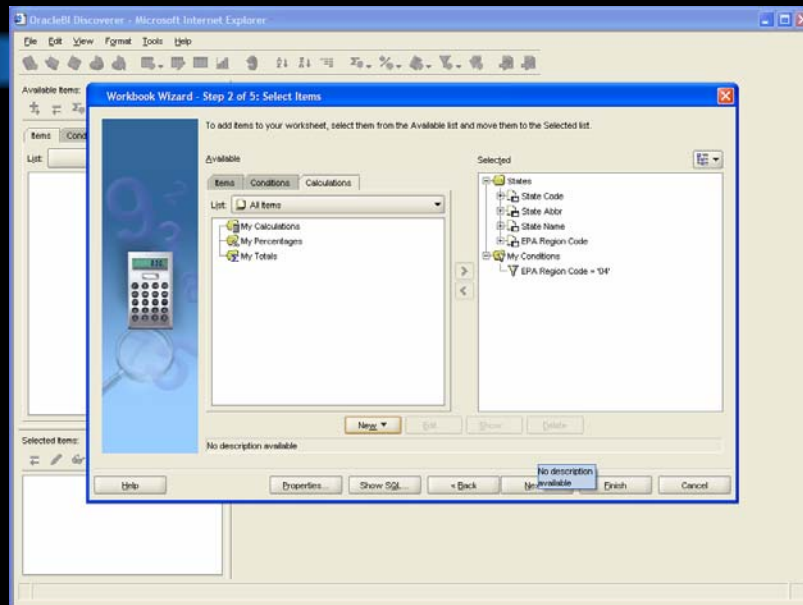 OracleBI Discoverer - Microsoft Internet Explorer
File Edit View Format Tools Help
Available Items:
Items
List:
Workbook Wizard - Step 2 of 5: Select Items
To add items to your worksheet, select them from the Available list and move them to the Selected list.
Available
Items Conditions Calculations
List: All Items
My Calculations
My Percentages
My Totals
Selected
States
State Code
State Abbr
State Name
EPA Region Code
My Conditions
EPA Region Code = '04'
New Edit Show Delete
No description available
No description
available
Help Properties... Show SQL... < Back Finish Cancel
Selected Items: